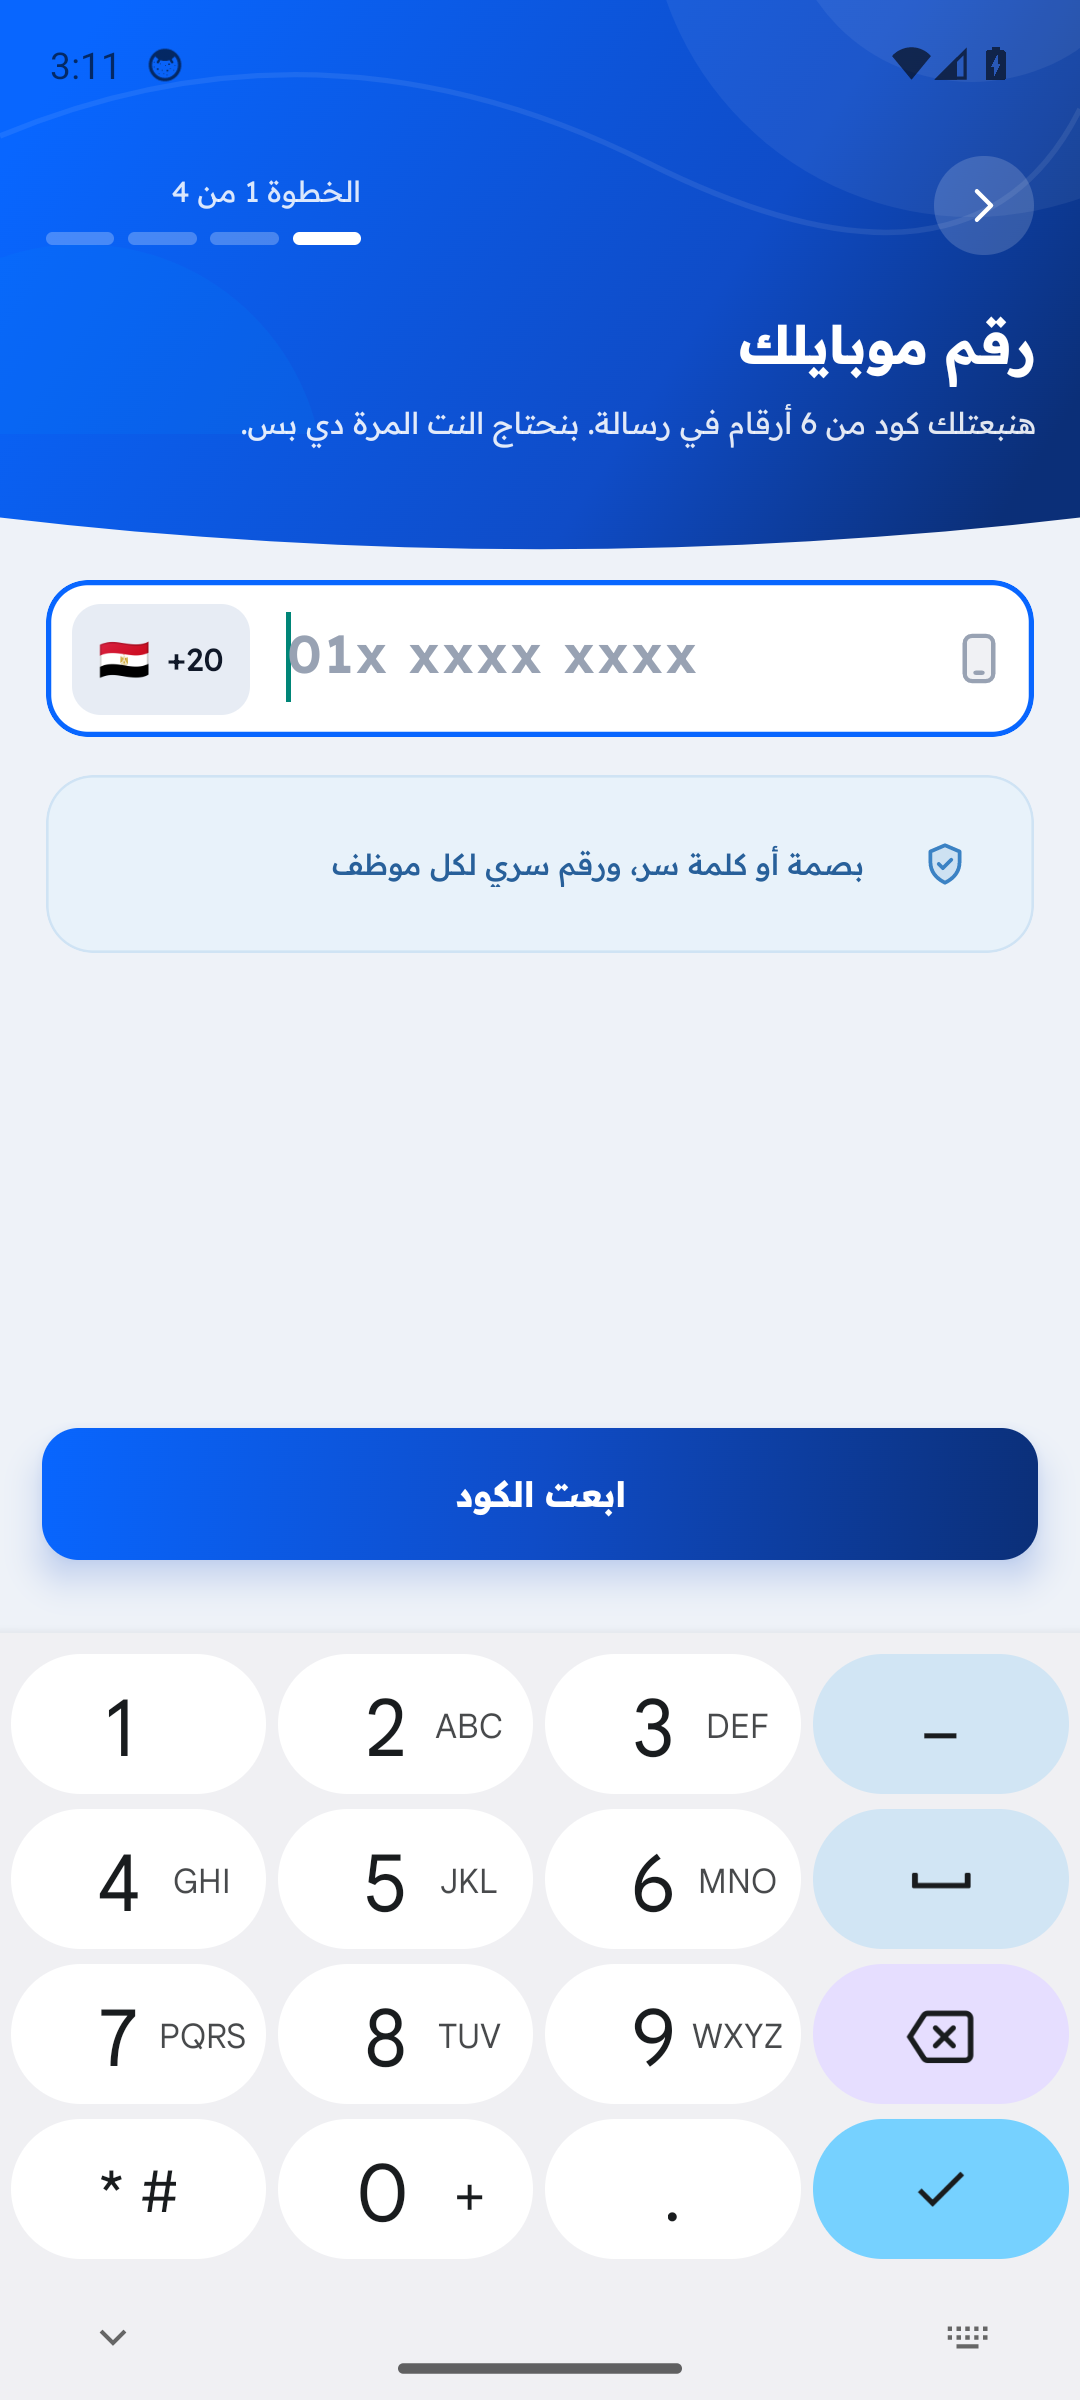 3:11
الخطوة 1 من 4
رقم موبايلك
هنبعتلك كود من 6 أرقام في رسالة. بنحتاج النت المرة دي بس.
+20
01x xxxx xxxx
بصمة أو كلمة سر، ورقم سري لكل موظف
ابعت الكود
1
2 ABC
3 DEF
–
4 GHI
5 JKL
6 MNO
7 PQRS
8 TUV
9 WXYZ
* #
0 +
.